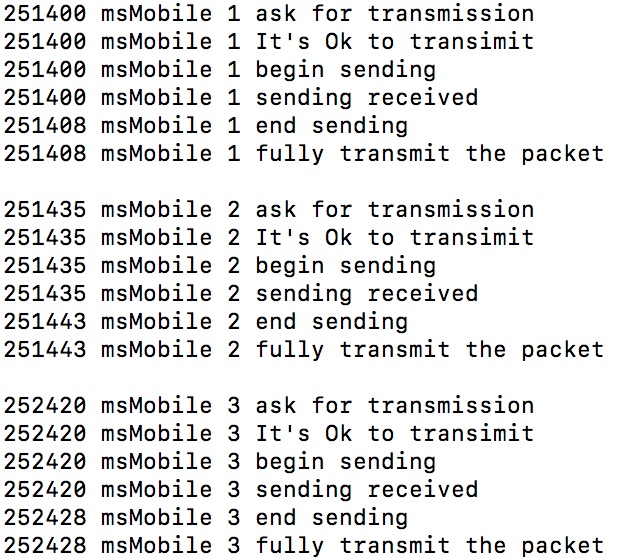 251400 msMobile 1 ask for transmission
251400 msMobile 1 It's Ok to transimit
251400 msMobile 1 begin sending
251400 msMobile 1 sending received
251408 msMobile 1 end sending
251408 msMobile 1 fully transmit the packet
251435 msMobile 2 ask for transmission
251435 msMobile 2 It's Ok to transimit
251435 msMobile 2 begin sending
251435 msMobile 2 sending received
251443 msMobile 2 end sending
251443 msMobile 2 fully transmit the packet
252420 msMobile 3 ask for transmission
252420 msMobile 3 It's Ok to transimit
252420 msMobile 3 begin sending
252420 msMobile 3 sending received
252428 msMobile 3 end sending
252428 msMobile 3 fully transmit the packet